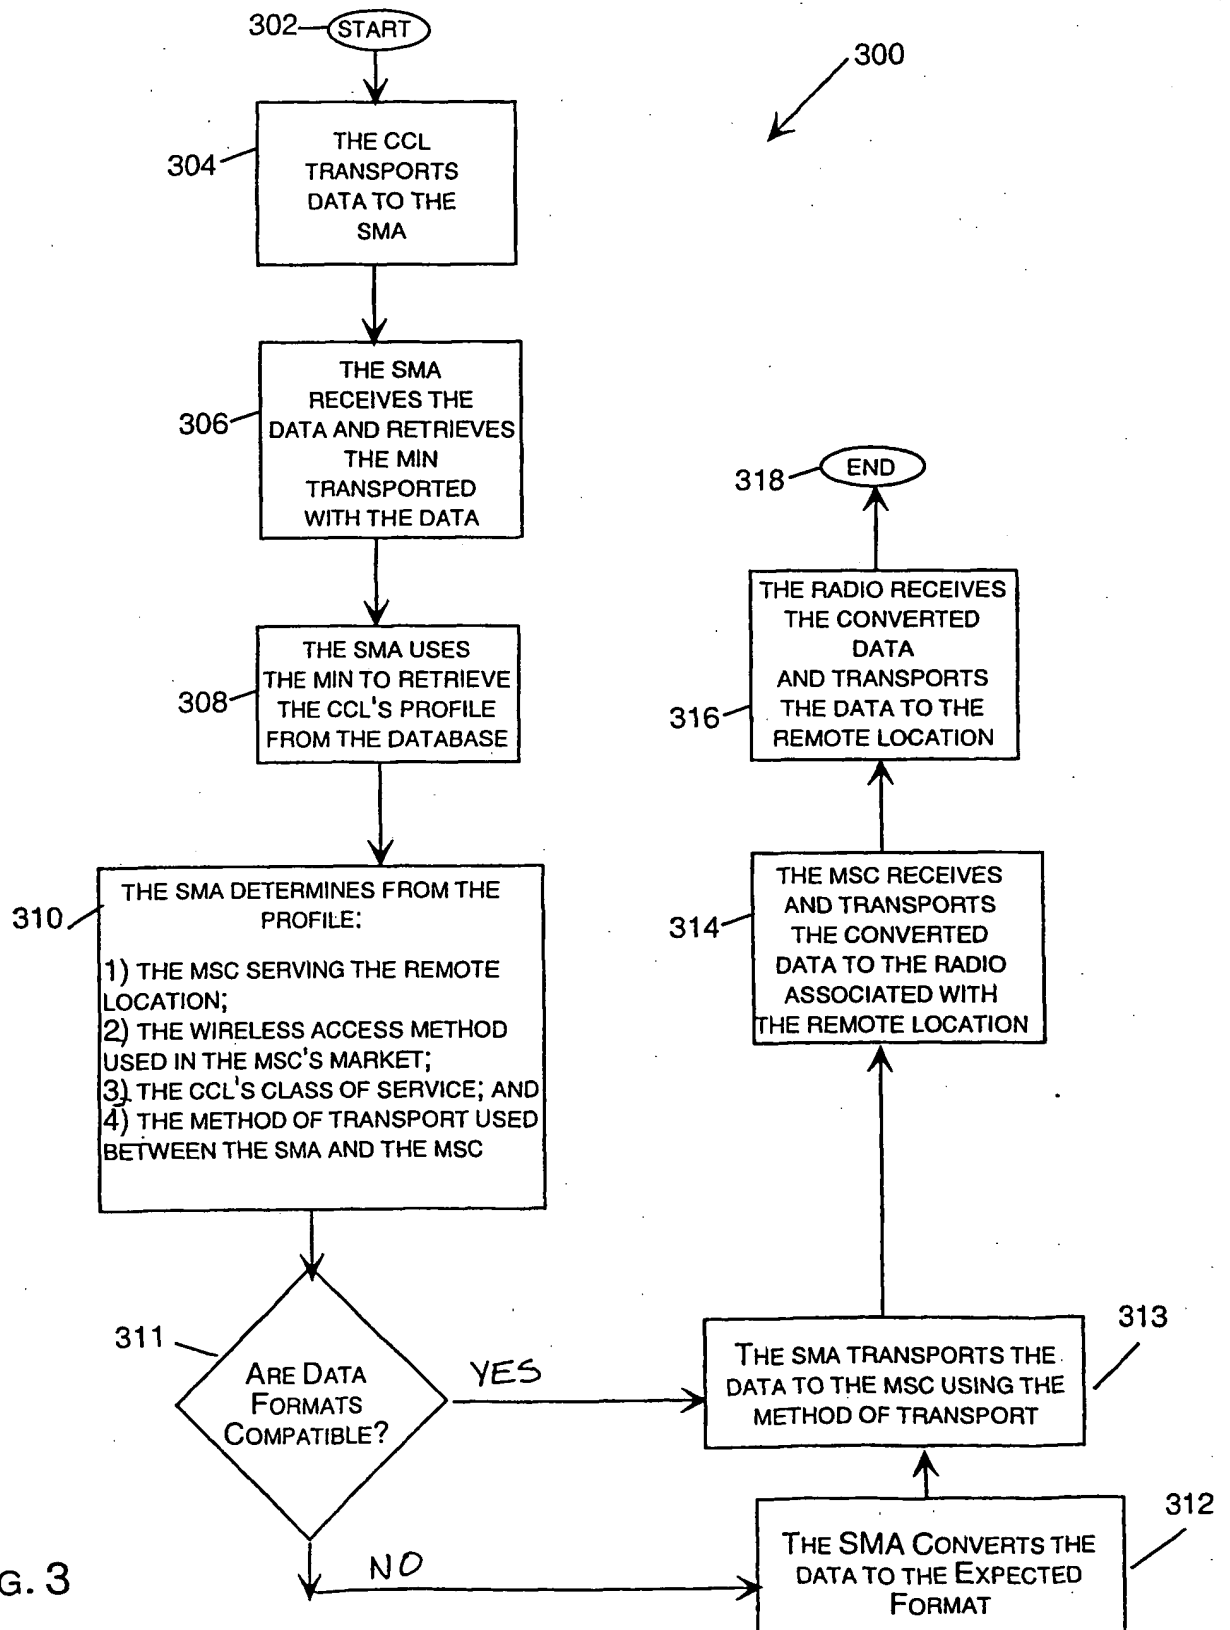 302
START
300
304
THE CCL
TRANSPORTS
DATA TO THE
SMA
306
THE SMA
RECEIVES THE
DATA AND RETRIEVES
THE MIN
TRANSPORTED
WITH THE DATA
308
THE SMA USES
THE MIN TO RETRIEVE
THE CCL'S PROFILE
FROM THE DATABASE
310
THE SMA DETERMINES FROM THE
PROFILE:
1) THE MSC SERVING THE REMOTE
LOCATION;
2) THE WIRELESS ACCESS METHOD
USED IN THE MSC'S MARKET;
3) THE CCL'S CLASS OF SERVICE; AND
4) THE METHOD OF TRANSPORT USED
BETWEEN THE SMA AND THE MSC
311
ARE DATA
FORMATS
COMPATIBLE?
YES
NO
312
THE SMA CONVERTS THE
DATA TO THE EXPECTED
FORMAT
313
THE SMA TRANSPORTS THE
DATA TO THE MSC USING THE
METHOD OF TRANSPORT
314
THE MSC RECEIVES
AND TRANSPORTS
THE CONVERTED
DATA TO THE RADIO
ASSOCIATED WITH
THE REMOTE LOCATION
316
THE RADIO RECEIVES
THE CONVERTED
DATA
AND TRANSPORTS
THE DATA TO THE
REMOTE LOCATION
318
END
G. 3